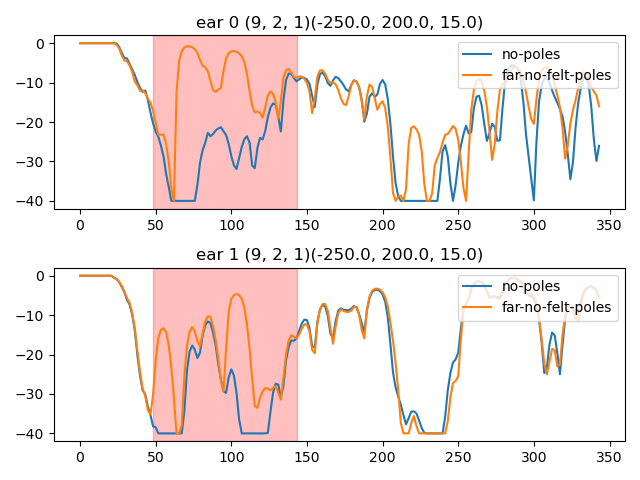 ear 0 (9, 2, 1)(-250.0, 200.0, 15.0)
0
−10
−20
−30
−40
no-poles
far-no-felt-poles
0 50 100 150 200 250 300 350
ear 1 (9, 2, 1)(-250.0, 200.0, 15.0)
0
−10
−20
−30
−40
no-poles
far-no-felt-poles
0 50 100 150 200 250 300 350